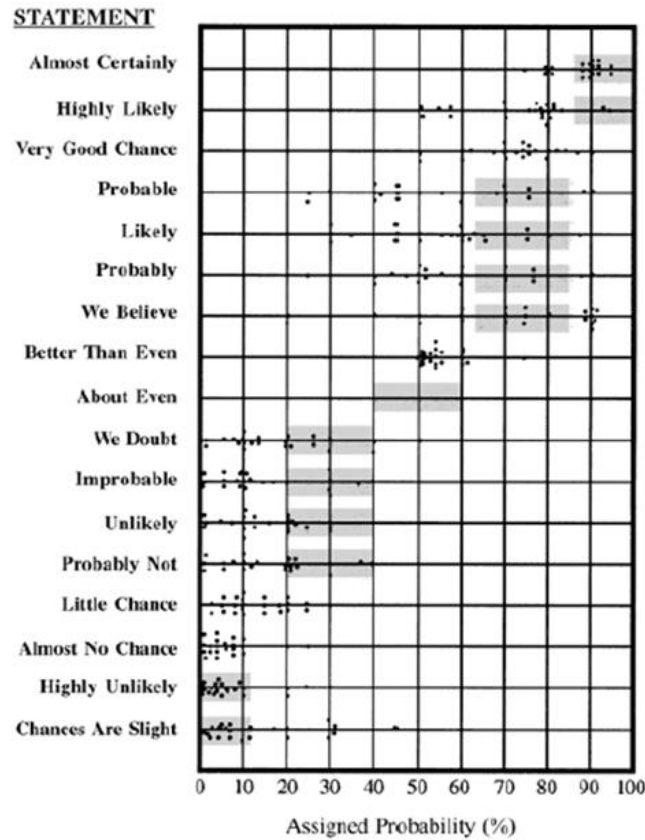 STATEMENT
Almost Certainly
Highly Likely
Very Good Chance
Probable
Likely
Probably
We Believe
Better Than Even
About Even
We Doubt
Improbable
Unlikely
Probably Not
Little Chance
Almost No Chance
Highly Unlikely
Chances Are Slight
0 10 20 30 40 50 60 70 80 90 100
Assigned Probability (%)